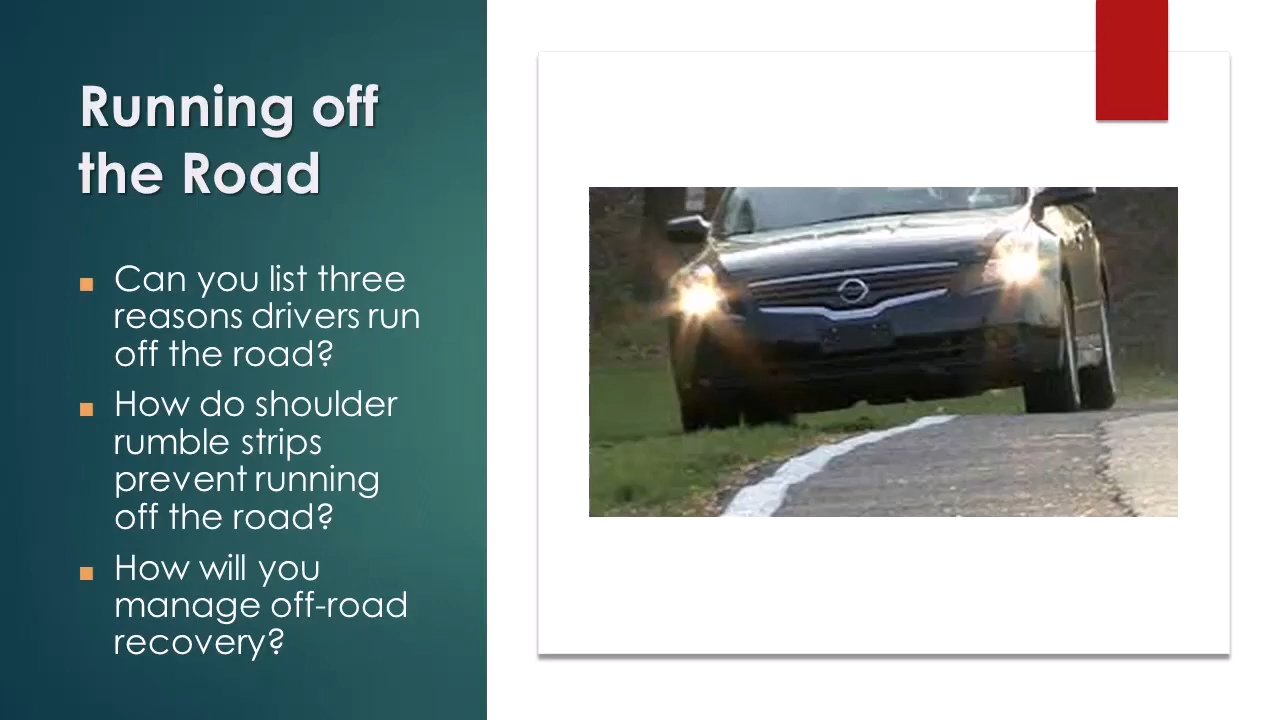 Running off
the Road
Can you list three
reasons drivers run
off the road?
How do shoulder
rumble strips
prevent running
off the road?
How will you
manage off-road
recovery?